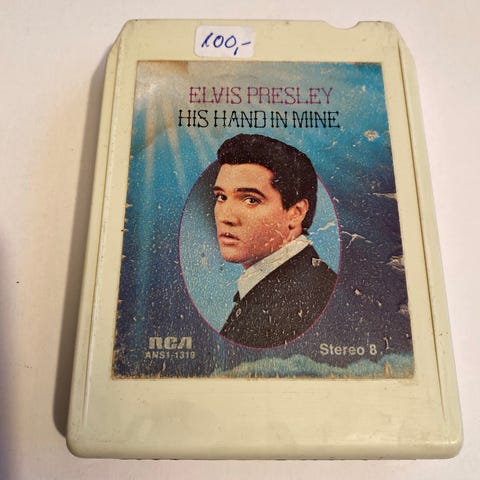 100,-
ELVIS PRESLEY
HIS HAND IN MINE
RCA
ANS1-1319
Stereo 8